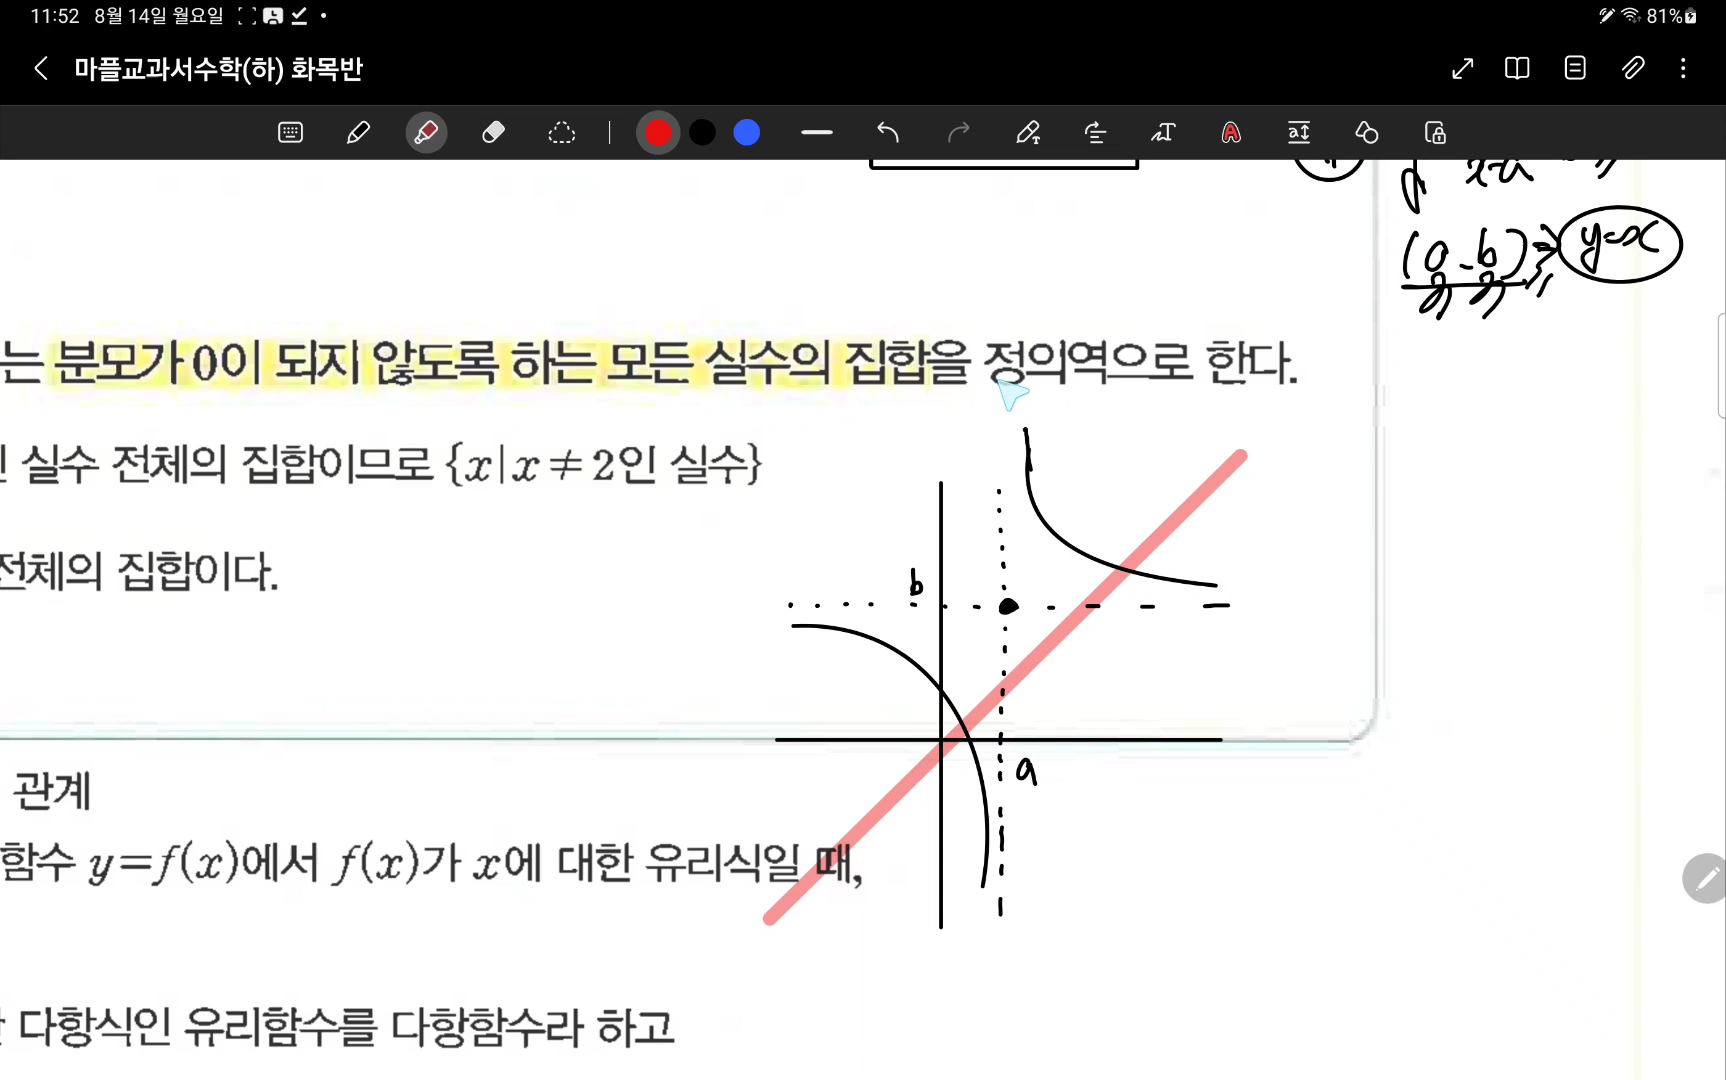 11:52 8월 14일 월요일
81%
마플교과서수학(하) 화목반
(a, b) ⇒ y=x
는 분모가 0이 되지 않도록 하는 모든 실수의 집합을 정의역으로 한다.
실수 전체의 집합이므로 {x|x≠2인 실수}
전체의 집합이다.
b
a
관계
함수 y=f(x)에서 f(x)가 x에 대한 유리식일 때,
다항식인 유리함수를 다항함수라 하고